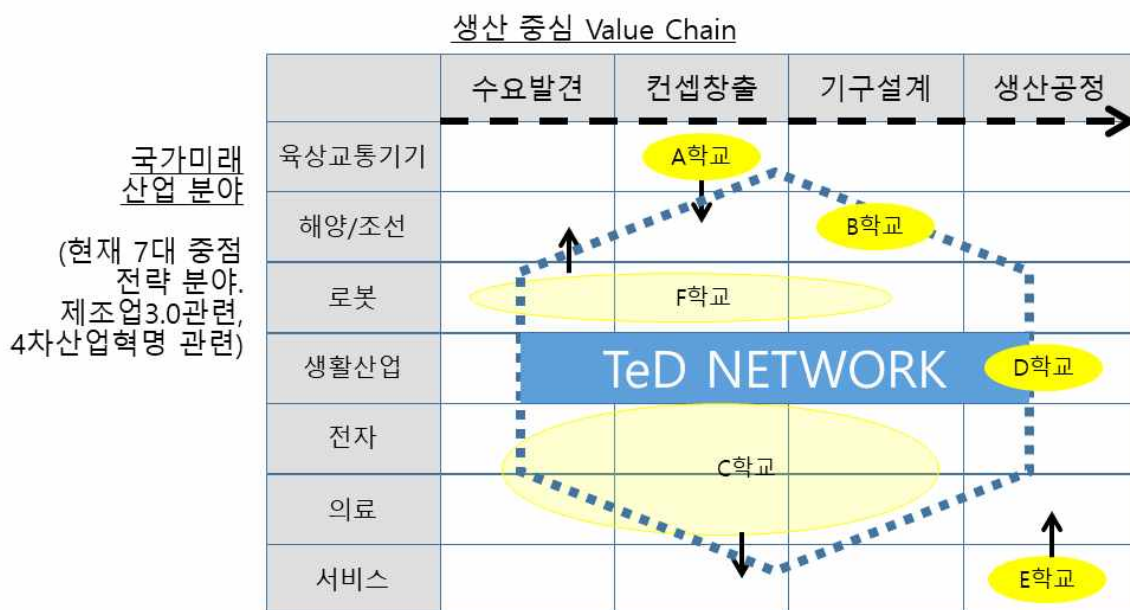 생산 중심 Value Chain
수요발견 컨셉창출 기구설계 생산공정
국가미래
산업 분야
(현재 7대 중점
전략 분야.
제조업3.0관련,
4차산업혁명 관련)
육상교통기기 A학교
해양/조선 B학교
로봇 F학교
생활산업 TeD NETWORK D학교
전자
C학교
의료
서비스 E학교